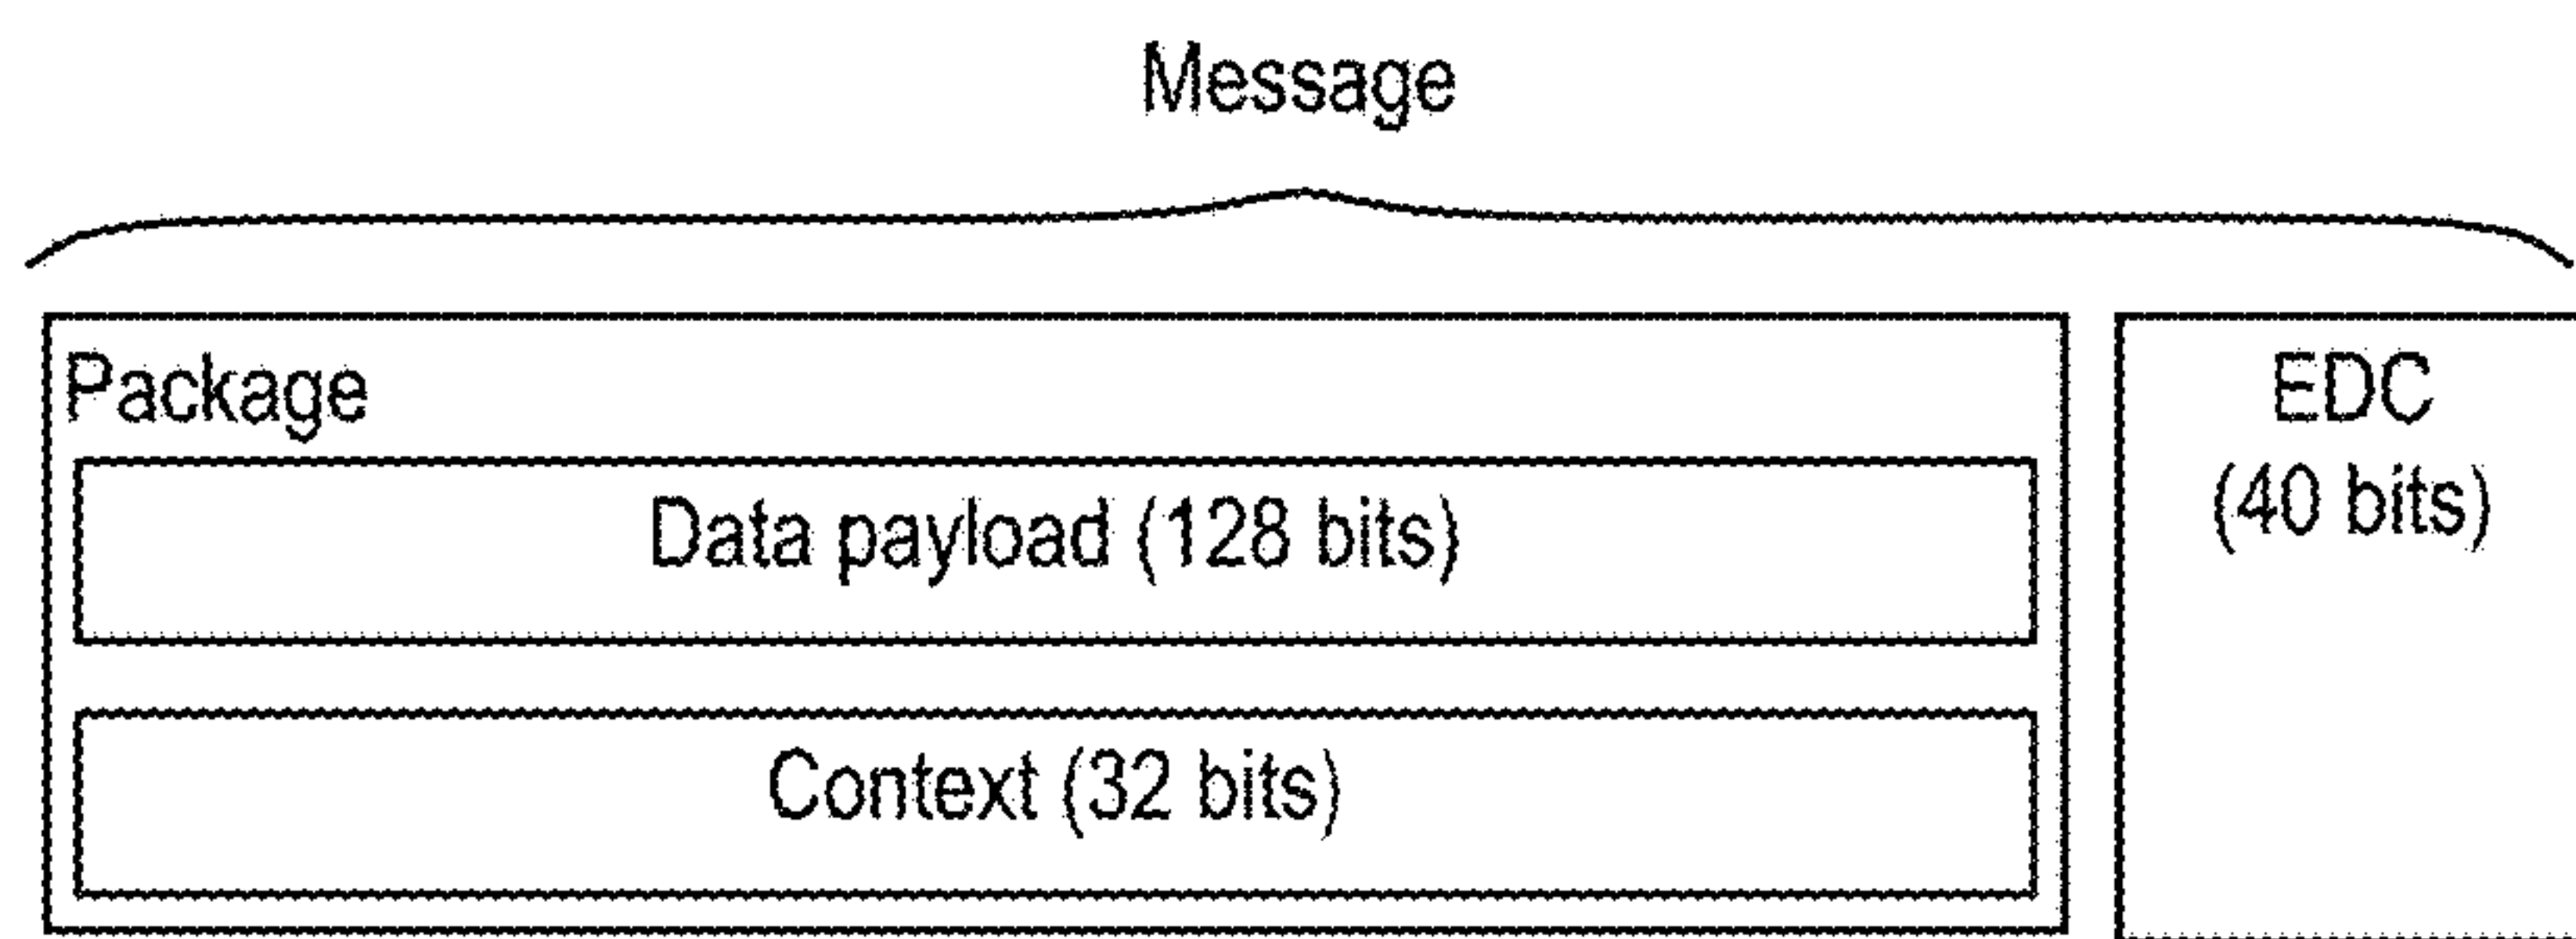 Message
Package
Data payload (128 bits)
Context (32 bits)
EDC
(40 bits)